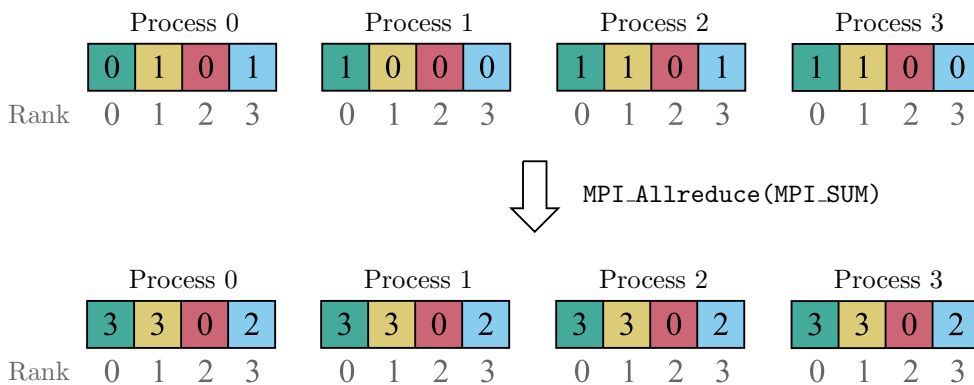 Process 0 Process 1 Process 2 Process 3
0 1 0 1 1 0 0 0 1 1 0 1 1 1 0 0
Rank 0 1 2 3 0 1 2 3 0 1 2 3 0 1 2 3
MPI_Allreduce(MPI_SUM)
Process 0 Process 1 Process 2 Process 3
3 3 0 2 3 3 0 2 3 3 0 2 3 3 0 2
Rank 0 1 2 3 0 1 2 3 0 1 2 3 0 1 2 3